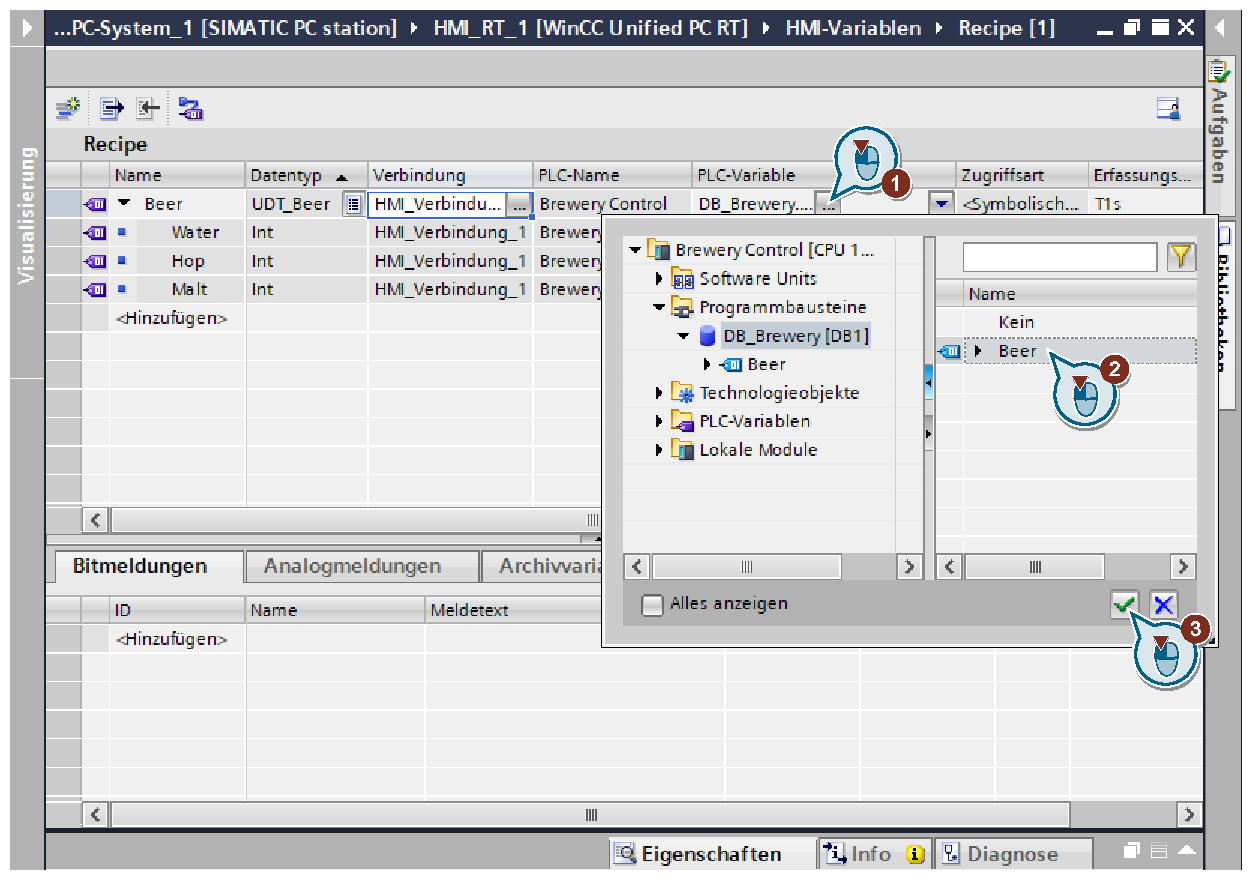 ...PC-System_1 [SIMATIC PC station] ▸ HMI_RT_1 [WinCC Unified PC RT] ▸ HMI-Variablen ▸ Recipe [1]
Visualisierung
Aufgaben
Bibliotheken
Recipe
Name Datentyp Verbindung PLC-Name PLC-Variable Zugriffsart Erfassungs...
1
Beer UDT_Beer HMI_Verbindu... ... Brewery Control DB_Brewery.... ... <Symbolisch... T1s
Water Int HMI_Verbindung_1 Brewery
Hop Int HMI_Verbindung_1 Brewery
Malt Int HMI_Verbindung_1 Brewery
<Hinzufügen>
Brewery Control [CPU 1...
Software Units
Programmbausteine
DB_Brewery [DB1]
Beer
Technologieobjekte
PLC-Variablen
Lokale Module
Name
Kein
Beer
2
Alles anzeigen
3
Bitmeldungen Analogmeldungen Archivvaria
ID Name Meldetext
<Hinzufügen>
Eigenschaften Info Diagnose